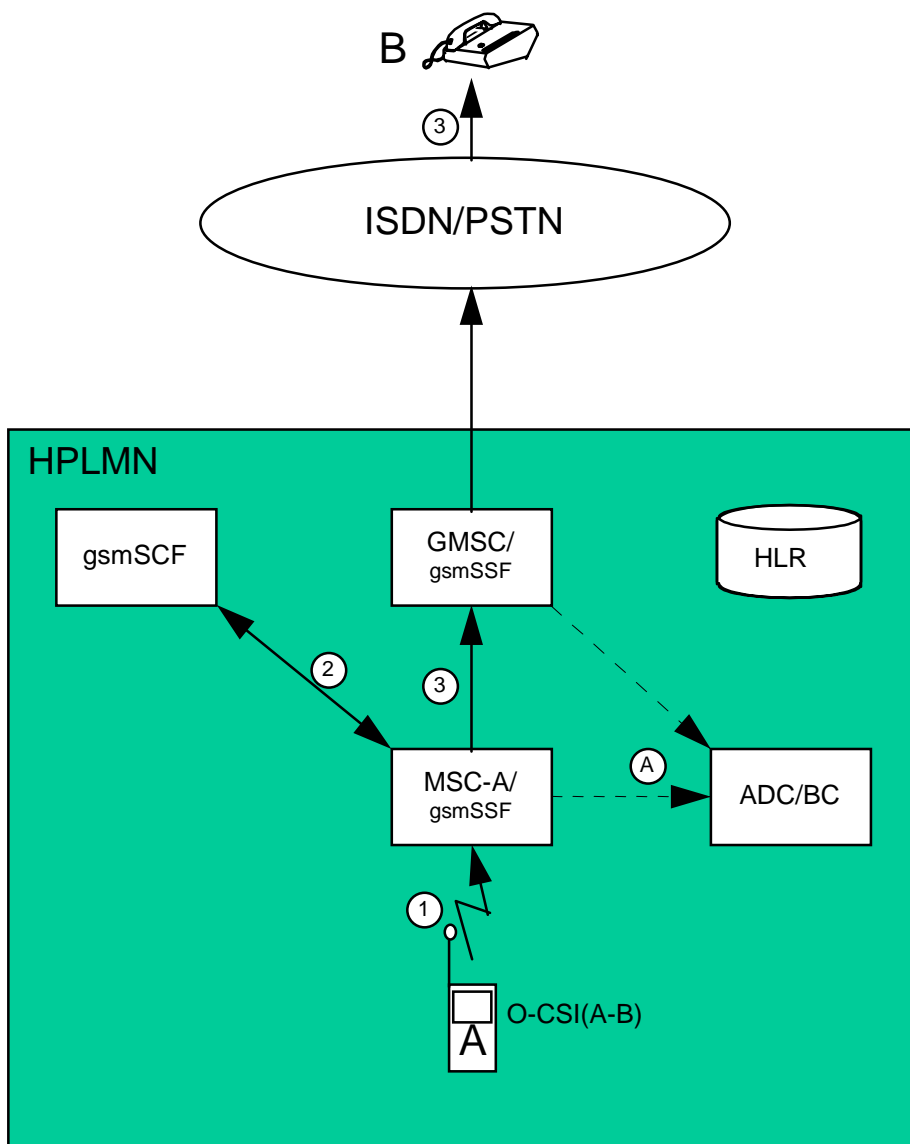 B
3
ISDN/PSTN
HPLMN
gsmSCF
GMSC/
gsmSSF
HLR
2
3
MSC-A/
gsmSSF
A
ADC/BC
1
O-CSI(A-B)
A